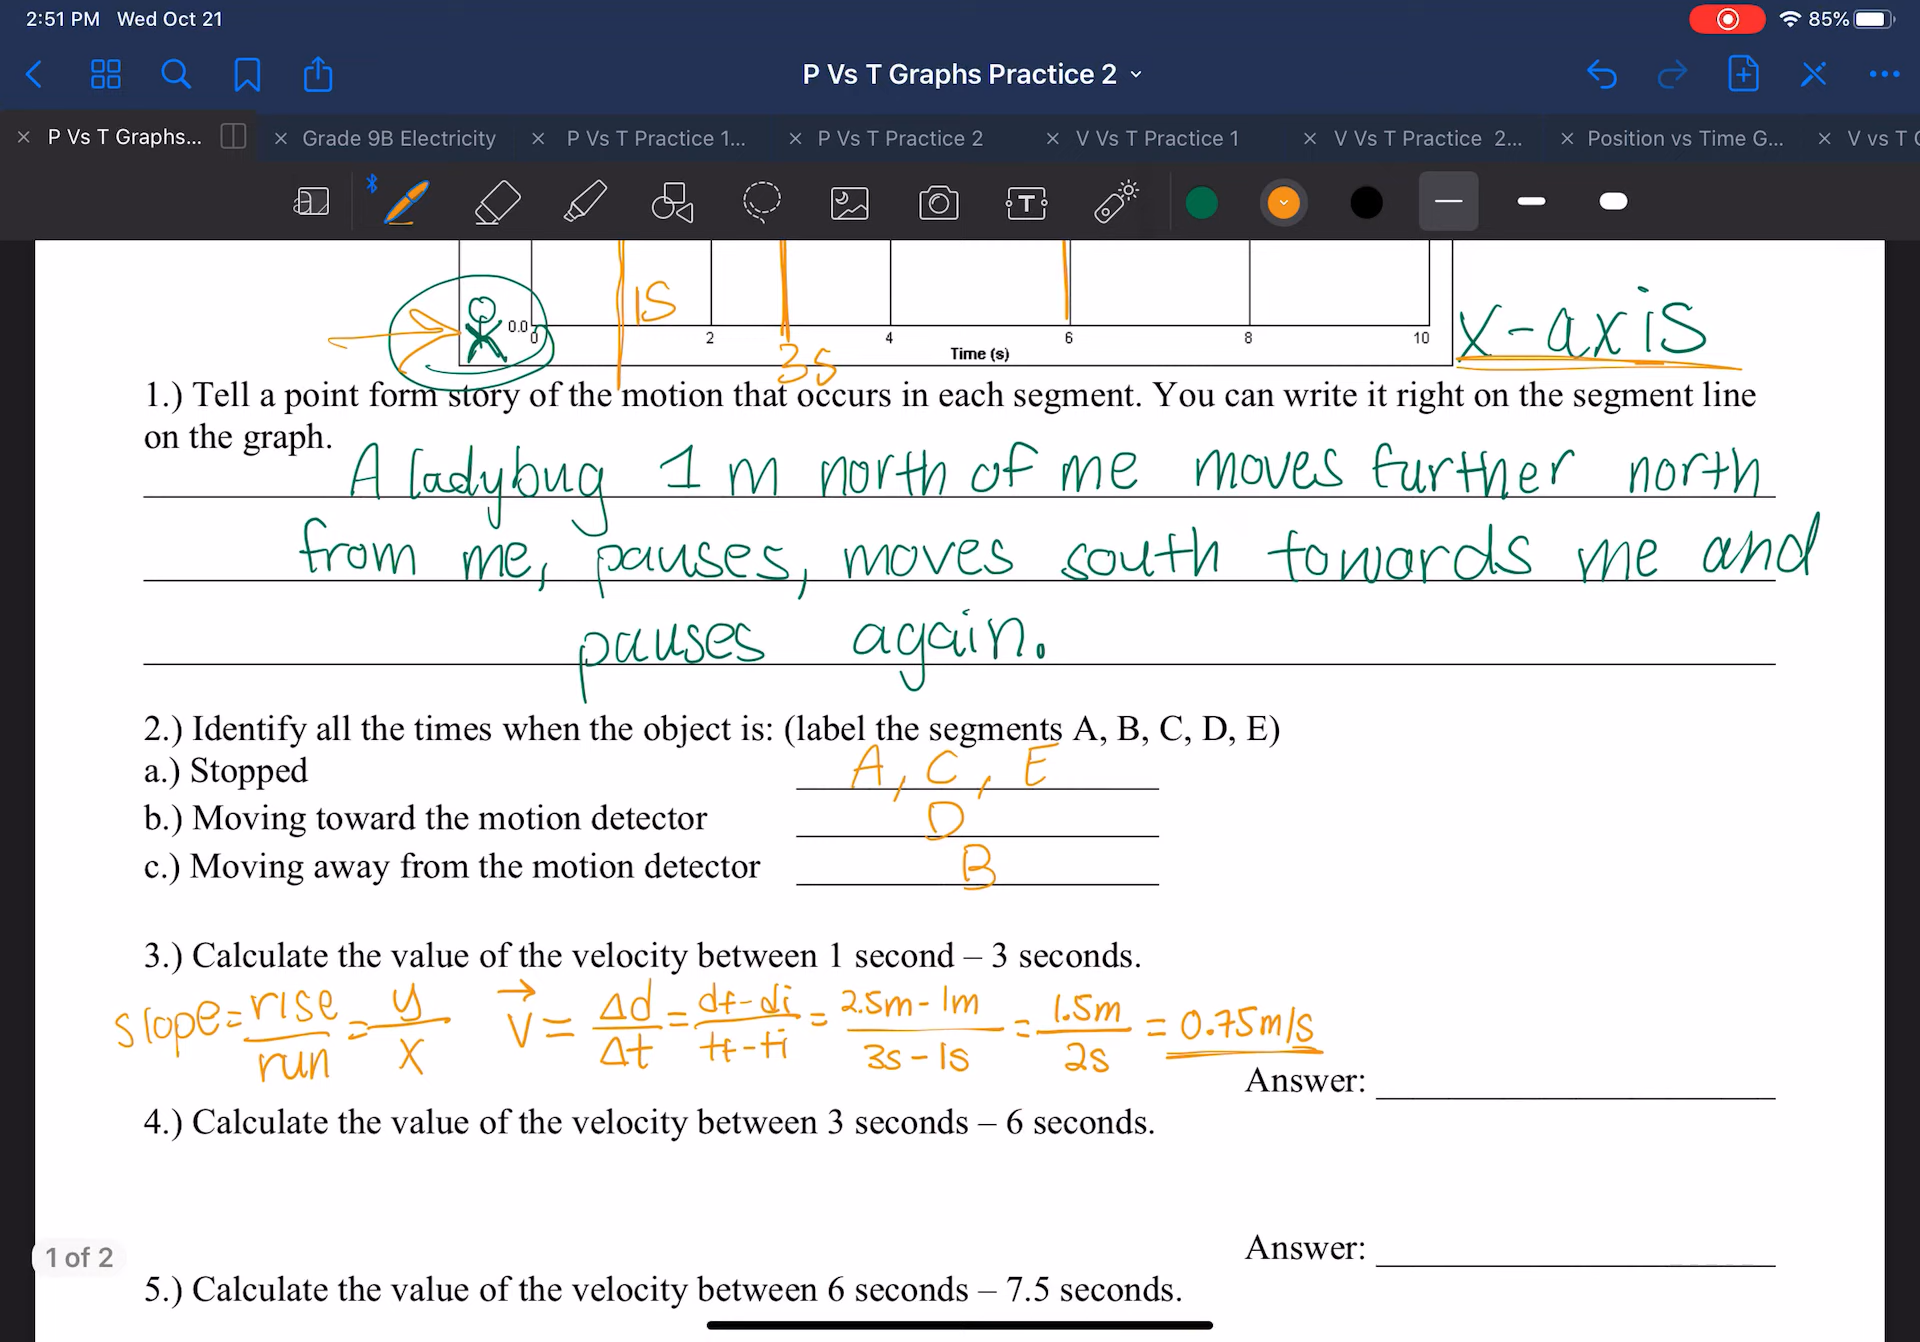 2:51 PM Wed Oct 21
85%
P Vs T Graphs Practice 2
P Vs T Graphs...
Grade 9B Electricity
P Vs T Practice 1...
P Vs T Practice 2
V Vs T Practice 1
V Vs T Practice 2...
Position vs Time G...
V vs T G
1s
0.0
0 2 4 6 8 10
Time (s)
3s
x-axis
1.) Tell a point form story of the motion that occurs in each segment. You can write it right on the segment line
on the graph.
A ladybug 1 m north of me moves further north
from me, pauses, moves south towards me and
pauses again.
2.) Identify all the times when the object is: (label the segments A, B, C, D, E)
a.) Stopped A, C, E
b.) Moving toward the motion detector D
c.) Moving away from the motion detector B
3.) Calculate the value of the velocity between 1 second – 3 seconds.
slope = rise/run = y/x v = Δd/Δt = df-di/tf-ti = 2.5m-1m/3s-1s = 1.5m/2s = 0.75m/s
Answer:
4.) Calculate the value of the velocity between 3 seconds – 6 seconds.
Answer:
1 of 2
5.) Calculate the value of the velocity between 6 seconds – 7.5 seconds.